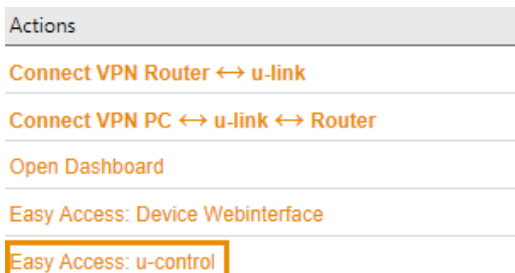 Actions
Connect VPN Router ↔ u-link
Connect VPN PC ↔ u-link ↔ Router
Open Dashboard
Easy Access: Device Webinterface
Easy Access: u-control